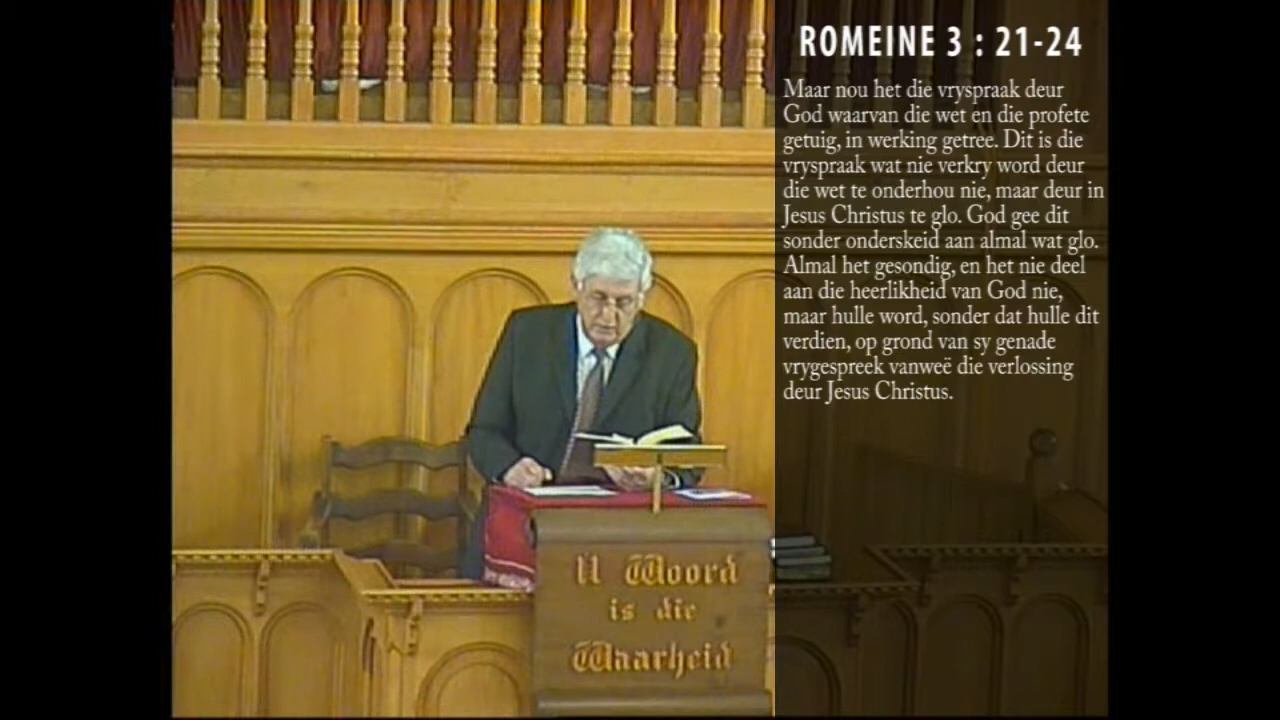 ROMEINE 3 : 21-24
Maar nou het die vryspraak deur
God waarvan die wet en die profete
getuig, in werking getree. Dit is die
vryspraak wat nie verkry word deur
die wet te onderhou nie, maar deur in
Jesus Christus te glo. God gee dit
sonder onderskeid aan almal wat glo.
Almal het gesondig, en het nie deel
aan die heerlikheid van God nie,
maar hulle word, sonder dat hulle dit
verdien, op grond van sy genade
vrygespreek vanweë die verlossing
deur Jesus Christus.
U Woord
is die
Waarheid